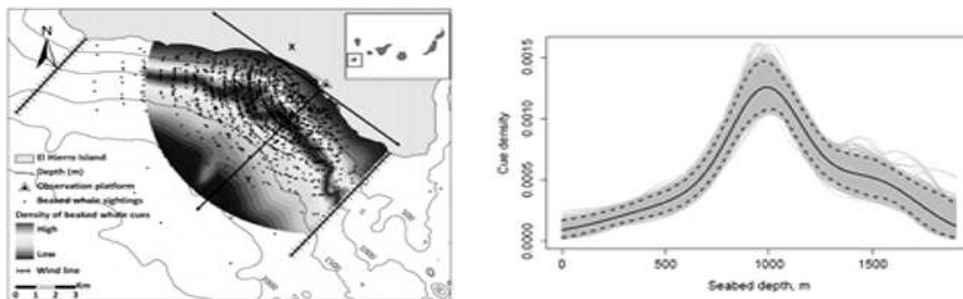 N
x
El Hierro Island
Depth (m)
Observation platform
Beaked whale sightings
Density of beaked whale cues
High
Low
Wind line
Km
0 1 2 3
1000
1500
2000
Cue density
0.0000 0.0005 0.0010 0.0015
0 500 1000 1500
Seabed depth, m